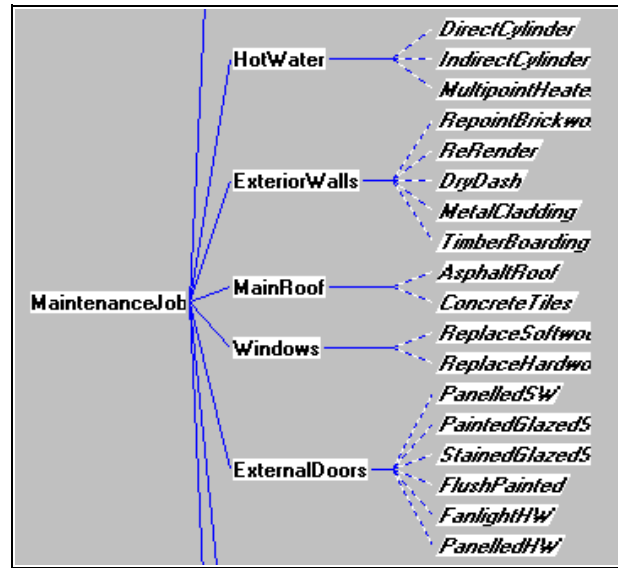 DirectCylinder
HotWater
IndirectCylinder
MultipointHeate
RepointBrickwo
ReRender
ExteriorWalls
DryDash
MetalCladding
TimberBoarding
MainRoof
AsphaltRoof
ConcreteTiles
MaintenanceJob
Windows
ReplaceSoftwo
ReplaceHardwo
PanelledSW
PaintedGlazedS
StainedGlazedS
ExternalDoors
FlushPainted
FanlightHW
PanelledHW